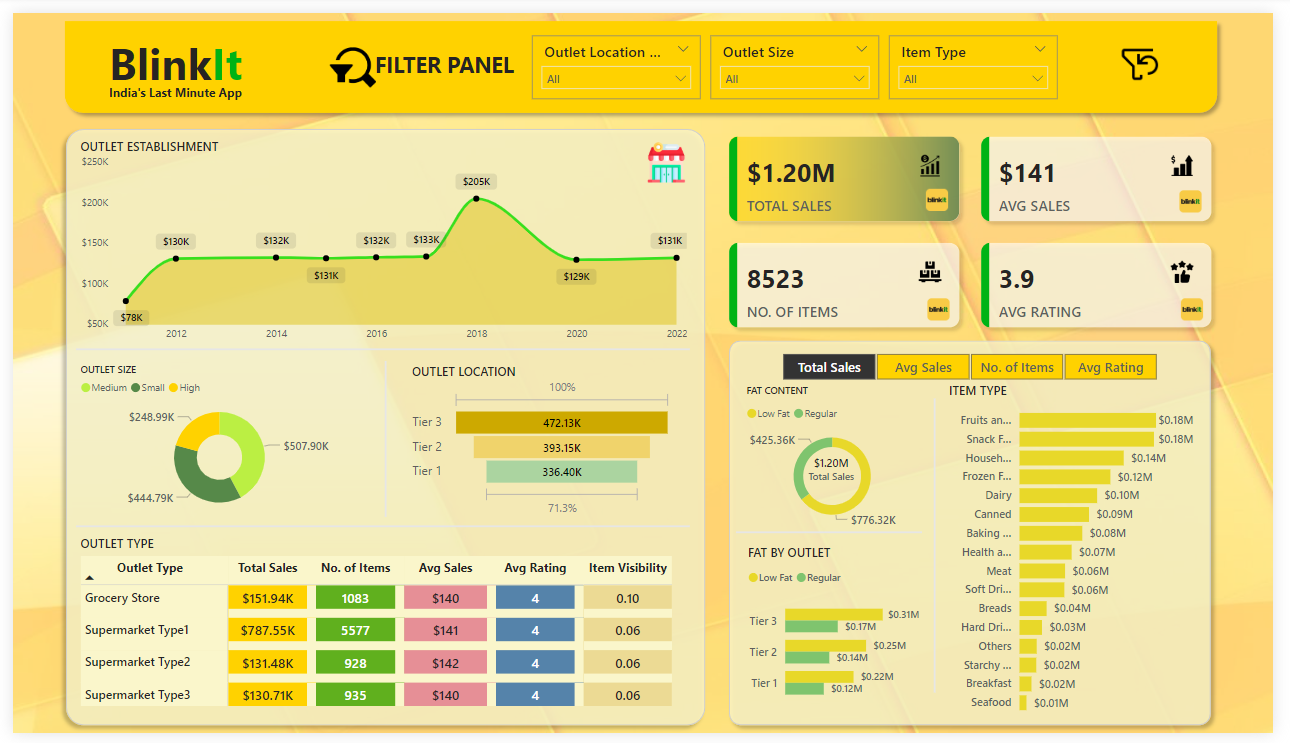 BlinkIt
India's Last Minute App
FILTER PANEL
Outlet Location ...
All
Outlet Size
All
Item Type
All
OUTLET ESTABLISHMENT
$250K
$200K
$150K
$100K
$50K
$78K
$130K
$132K
$131K
$132K
$133K
$205K
$129K
$131K
2012
2014
2016
2018
2020
2022
$1.20M
TOTAL SALES
blinkit
$141
AVG SALES
blinkit
8523
NO. OF ITEMS
blinkit
3.9
AVG RATING
blinkit
OUTLET SIZE
Medium Small High
$248.99K
$507.90K
$444.79K
OUTLET LOCATION
100%
Tier 3 472.13K
Tier 2 393.15K
Tier 1 336.40K
71.3%
OUTLET TYPE
Outlet Type Total Sales No. of Items Avg Sales Avg Rating Item Visibility
Grocery Store $151.94K 1083 $140 4 0.10
Supermarket Type1 $787.55K 5577 $141 4 0.06
Supermarket Type2 $131.48K 928 $142 4 0.06
Supermarket Type3 $130.71K 935 $140 4 0.06
Total Sales Avg Sales No. of Items Avg Rating
FAT CONTENT
Low Fat Regular
$425.36K
$1.20M
Total Sales
$776.32K
FAT BY OUTLET
Low Fat Regular
Tier 3 $0.31M
$0.17M
Tier 2 $0.25M
$0.14M
Tier 1 $0.22M
$0.12M
ITEM TYPE
Fruits an... $0.18M
Snack F... $0.18M
Househ... $0.14M
Frozen F... $0.12M
Dairy $0.10M
Canned $0.09M
Baking ... $0.08M
Health a... $0.07M
Meat $0.06M
Soft Dri... $0.06M
Breads $0.04M
Hard Dri... $0.03M
Others $0.02M
Starchy ... $0.02M
Breakfast $0.02M
Seafood $0.01M